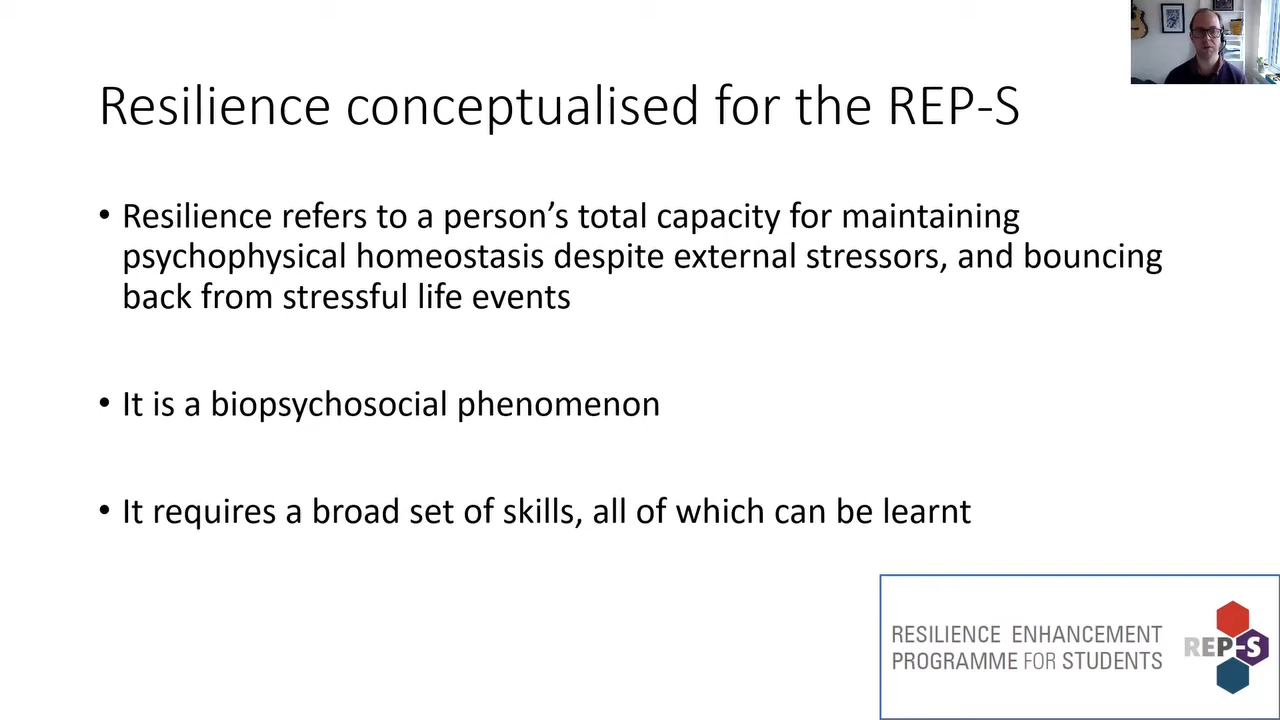 Resilience conceptualised for the REP-S
• Resilience refers to a person’s total capacity for maintaining
psychophysical homeostasis despite external stressors, and bouncing
back from stressful life events
• It is a biopsychosocial phenomenon
• It requires a broad set of skills, all of which can be learnt
RESILIENCE ENHANCEMENT
PROGRAMME FOR STUDENTS
REP-S